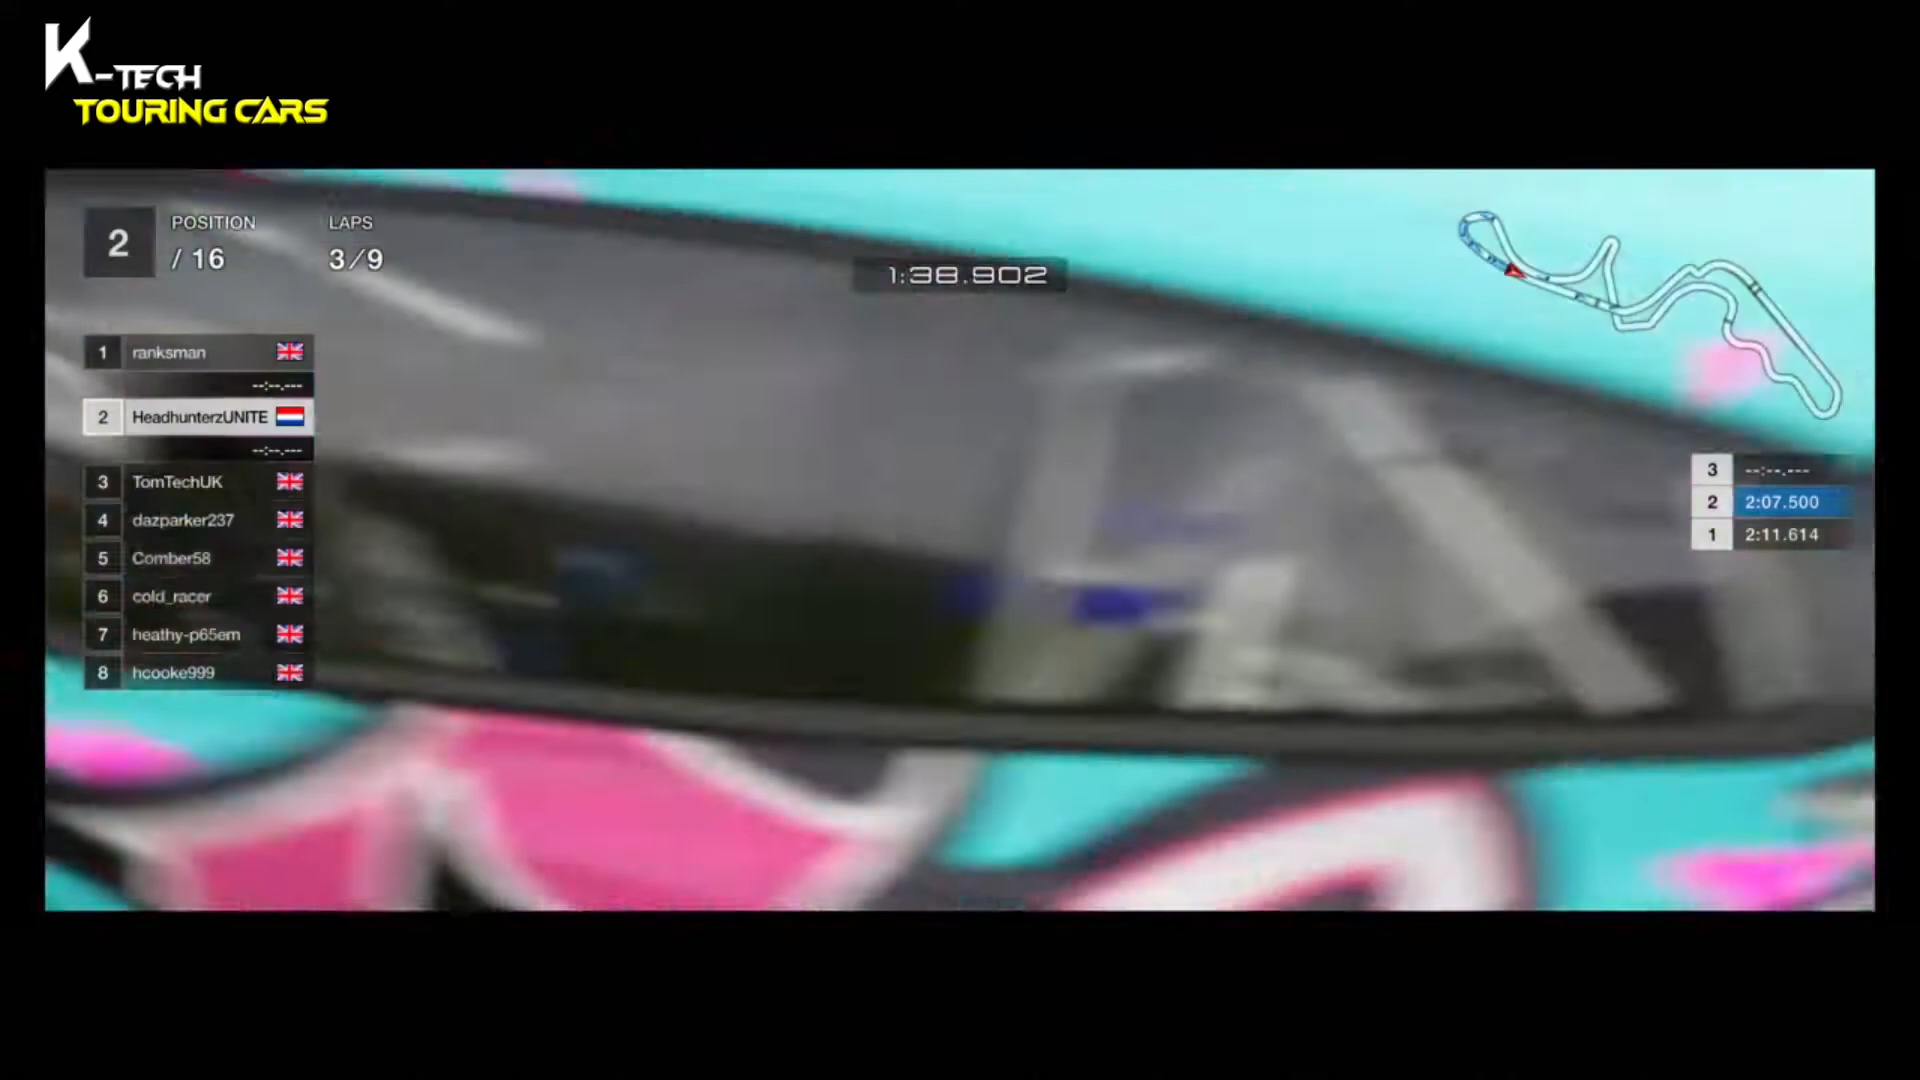 K-TECH
TOURING CARS
2 POSITION / 16
LAPS 3/9
1:38.902
1 ranksman
--:--.---
2 HeadhunterzUNITE
--:--.---
3 TomTechUK
4 dazparker237
5 Comber58
6 cold_racer
7 heathy-p65em
8 hcooke999
3 --:--.---
2 2:07.500
1 2:11.614